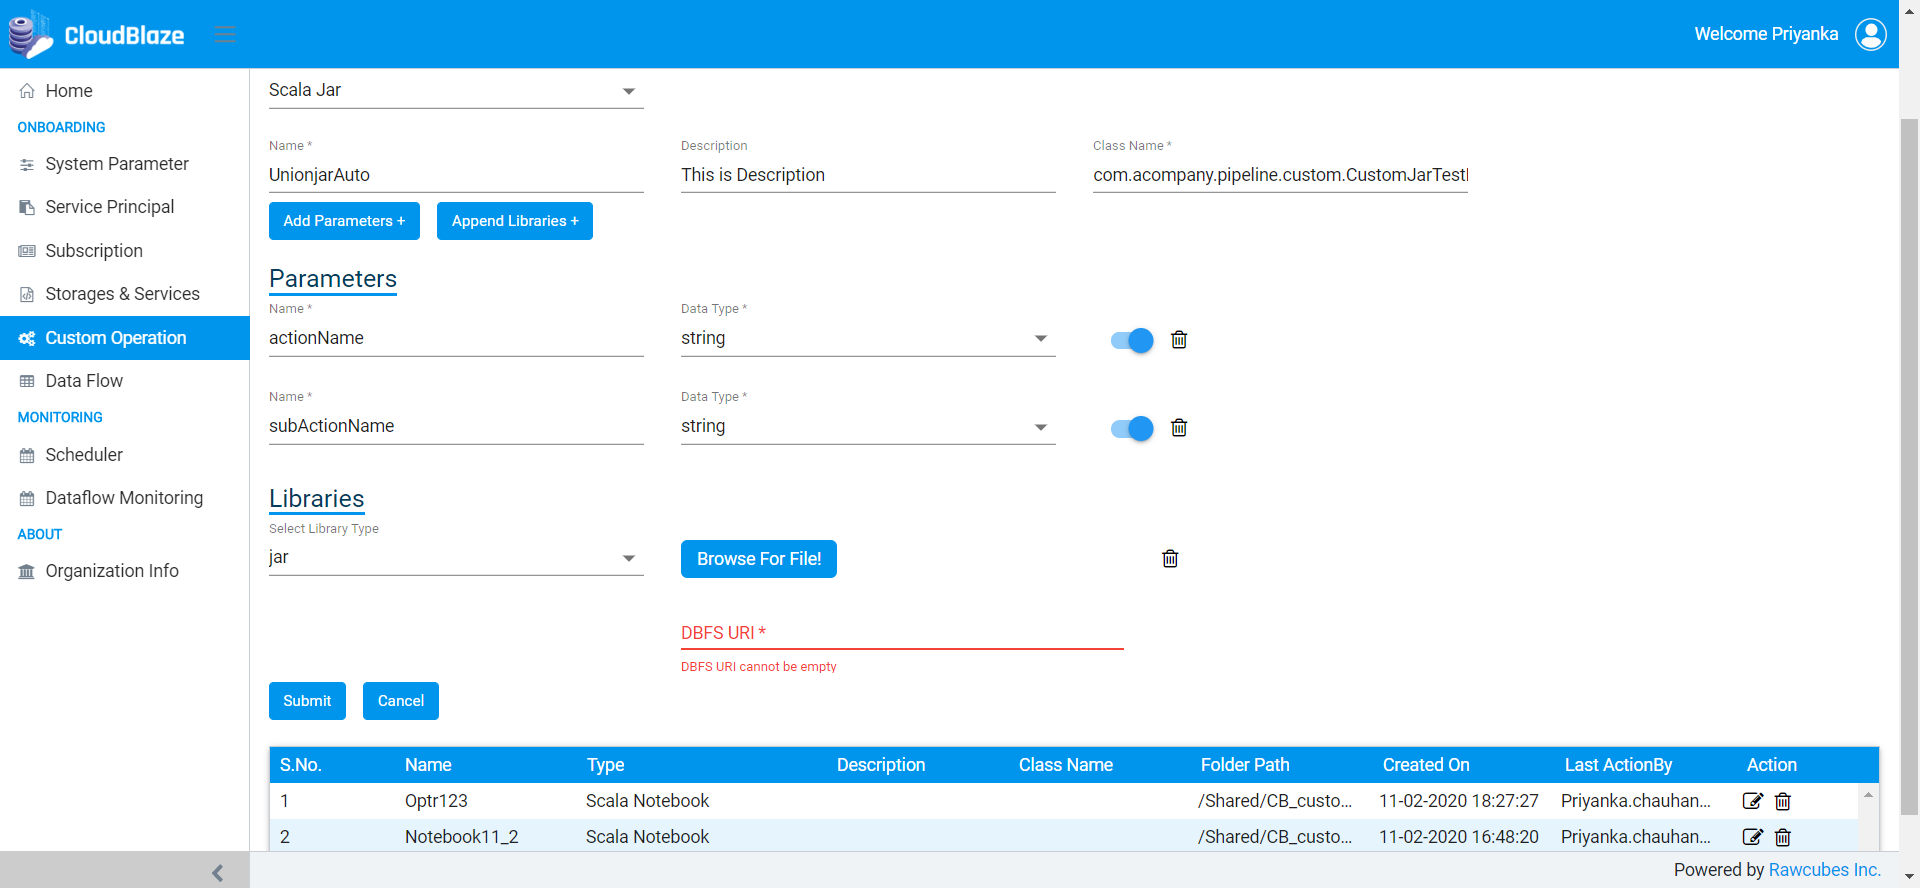 CloudBlaze
Welcome Priyanka
Home
ONBOARDING
System Parameter
Service Principal
Subscription
Storages & Services
Custom Operation
Data Flow
MONITORING
Scheduler
Dataflow Monitoring
ABOUT
Organization Info
Scala Jar
Name * Description Class Name *
UnionjarAuto This is Description com.acompany.pipeline.custom.CustomJarTest
Add Parameters + Append Libraries +
Parameters
Name * Data Type *
actionName string
Name * Data Type *
subActionName string
Libraries
Select Library Type
jar Browse For File!
DBFS URI *
DBFS URI cannot be empty
Submit Cancel
S.No. Name Type Description Class Name Folder Path Created On Last ActionBy Action
1 Optr123 Scala Notebook /Shared/CB_custo... 11-02-2020 18:27:27 Priyanka.chauhan...
2 Notebook11_2 Scala Notebook /Shared/CB_custo... 11-02-2020 16:48:20 Priyanka.chauhan...
Powered by Rawcubes Inc.